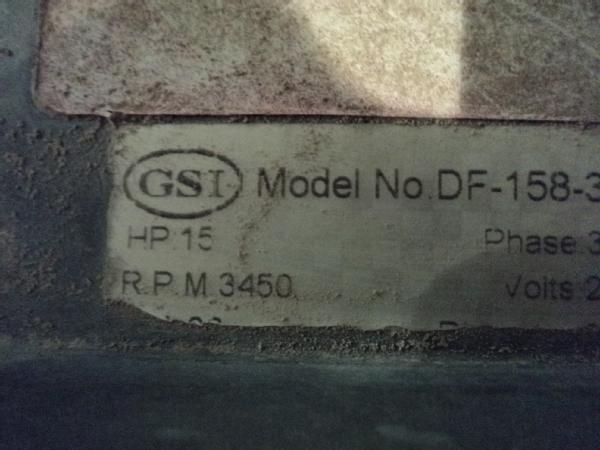 GSI Model No.DF-158-3
HP.15 Phase.3
R.P.M.3450 Volts.2